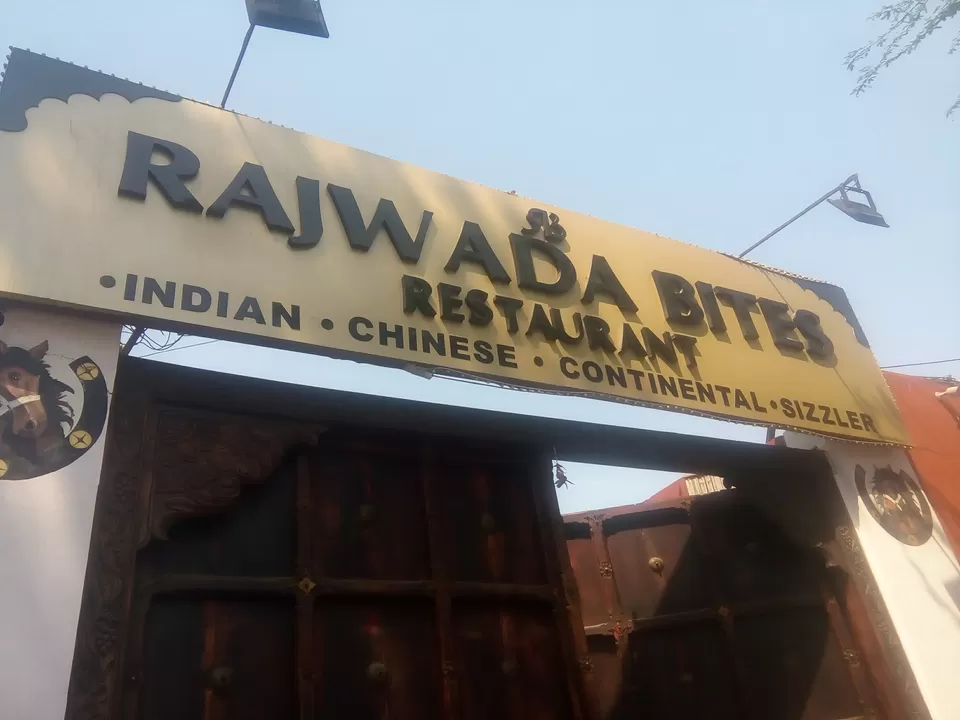 RAJWADA BITES
RESTAURANT
•INDIAN • CHINESE • CONTINENTAL•SIZZLER